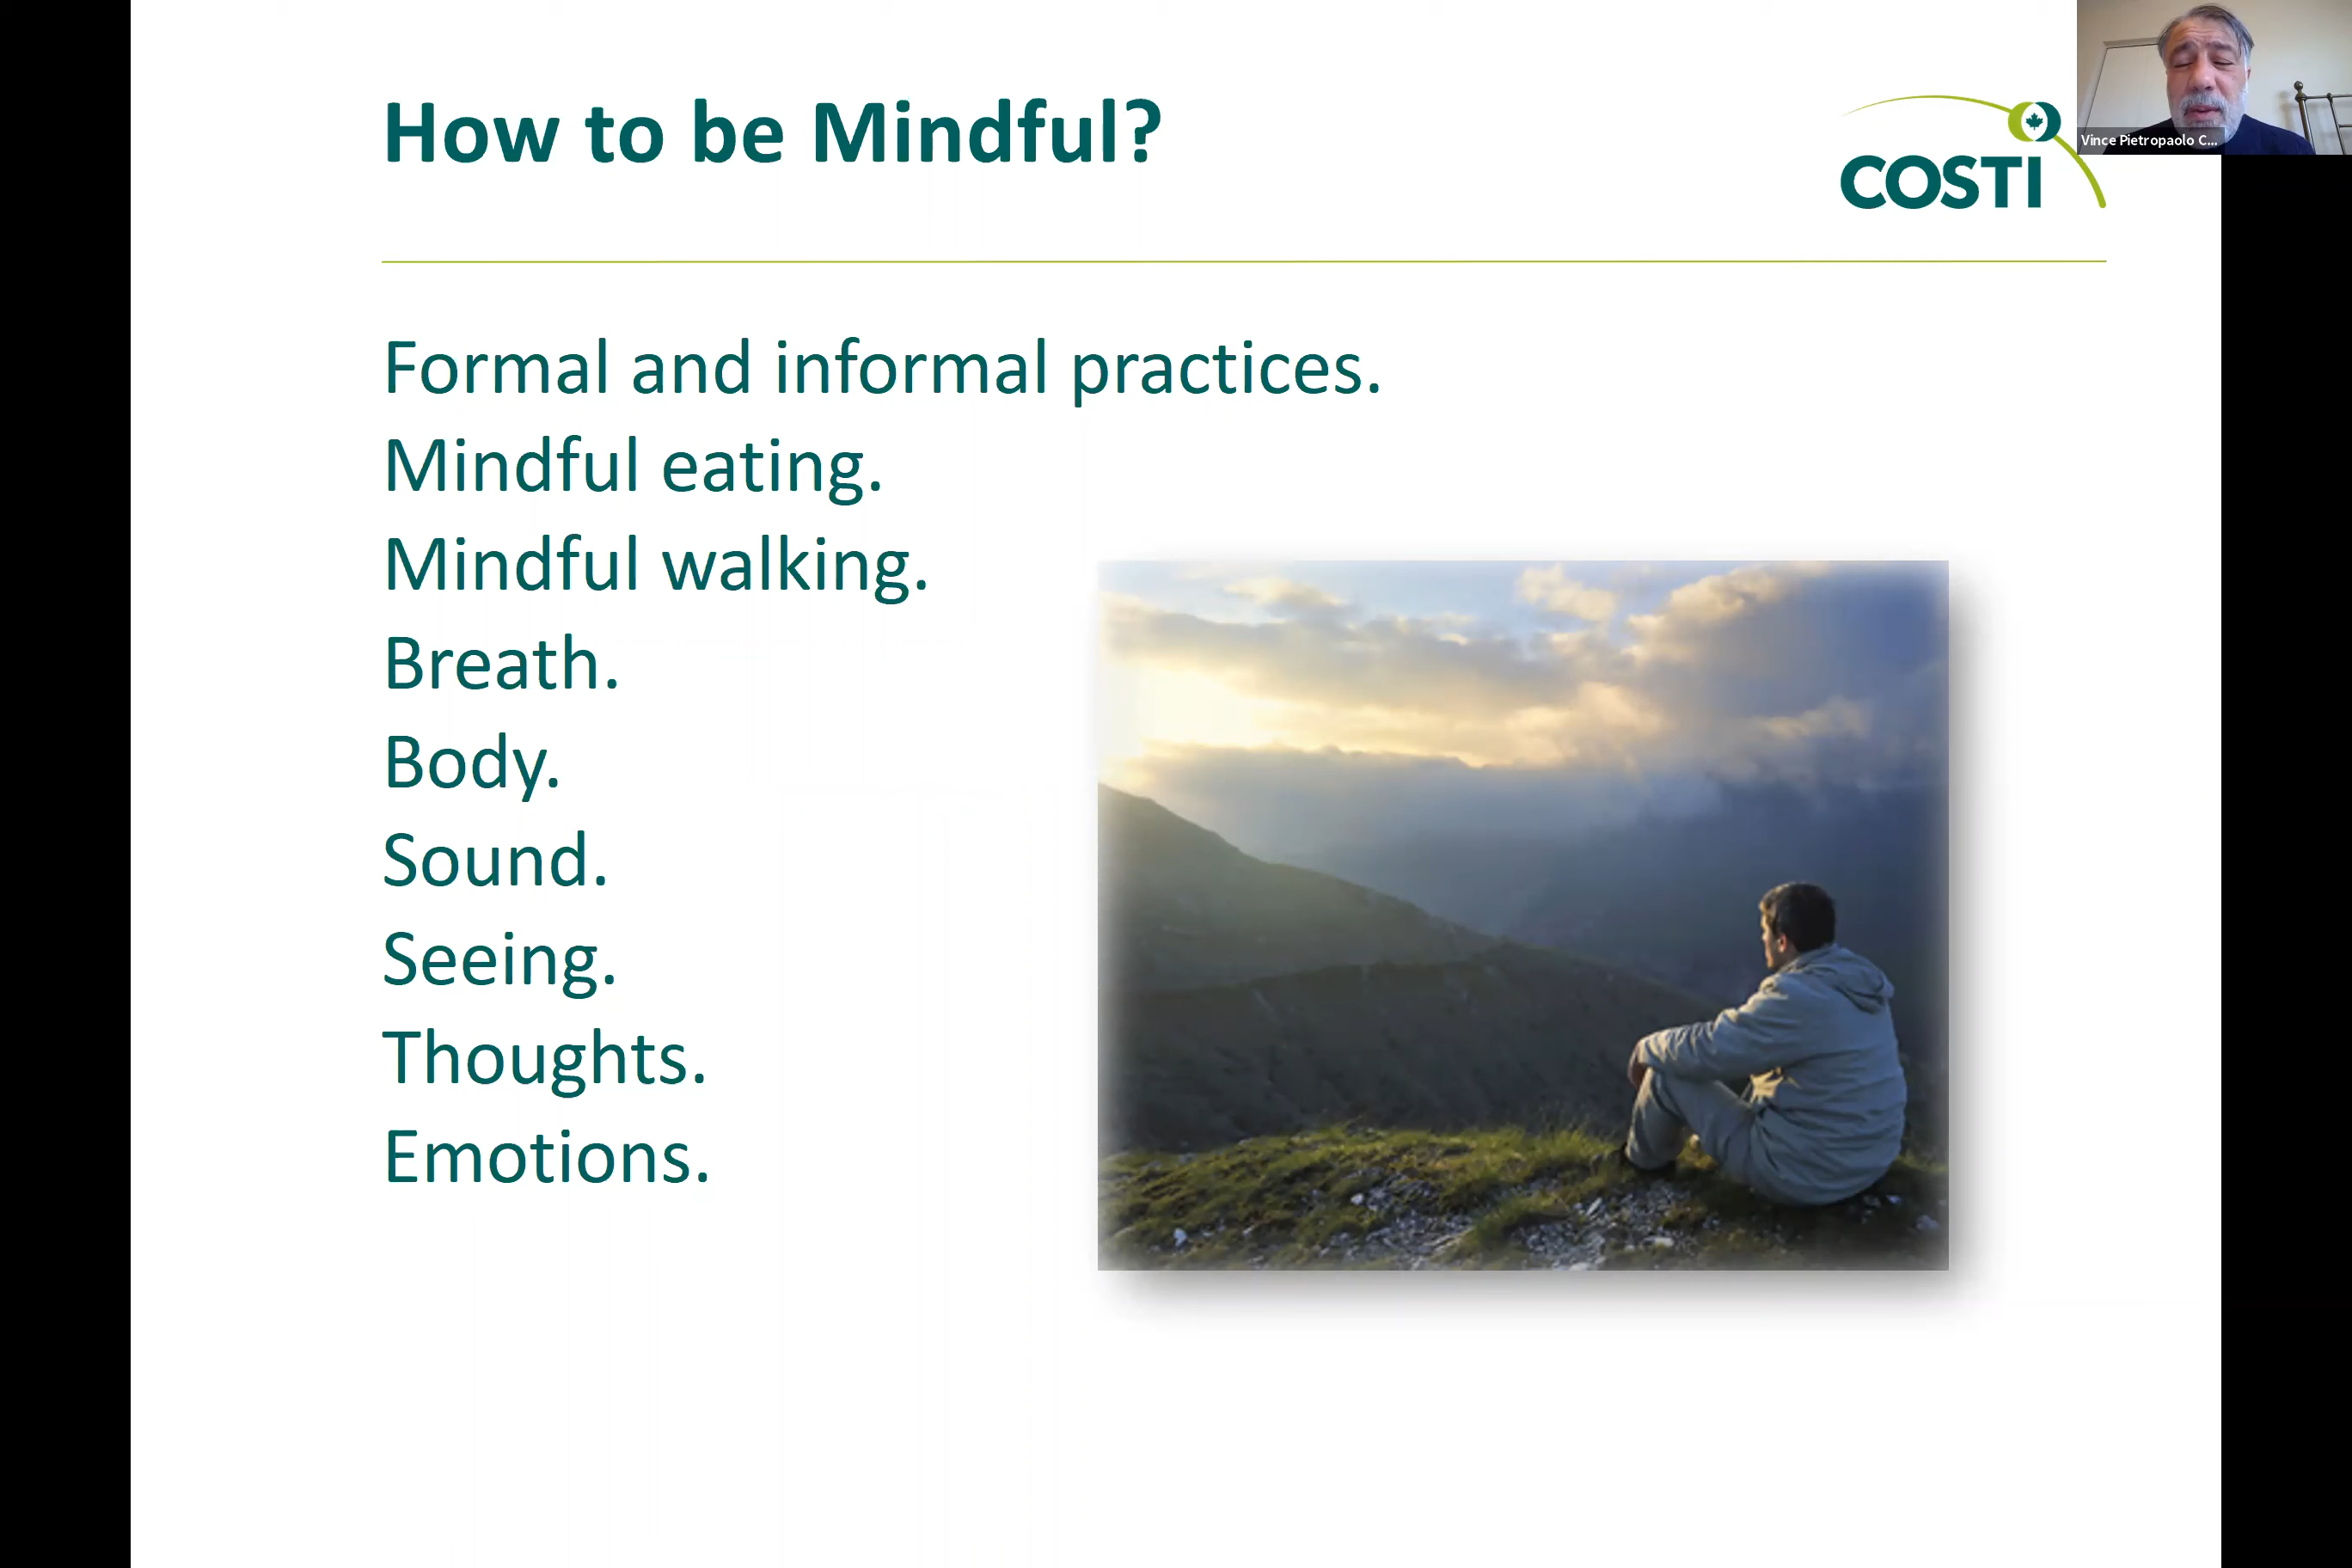 How to be Mindful?
COSTI
Vince Pietropaolo C...
Formal and informal practices.
Mindful eating.
Mindful walking.
Breath.
Body.
Sound.
Seeing.
Thoughts.
Emotions.